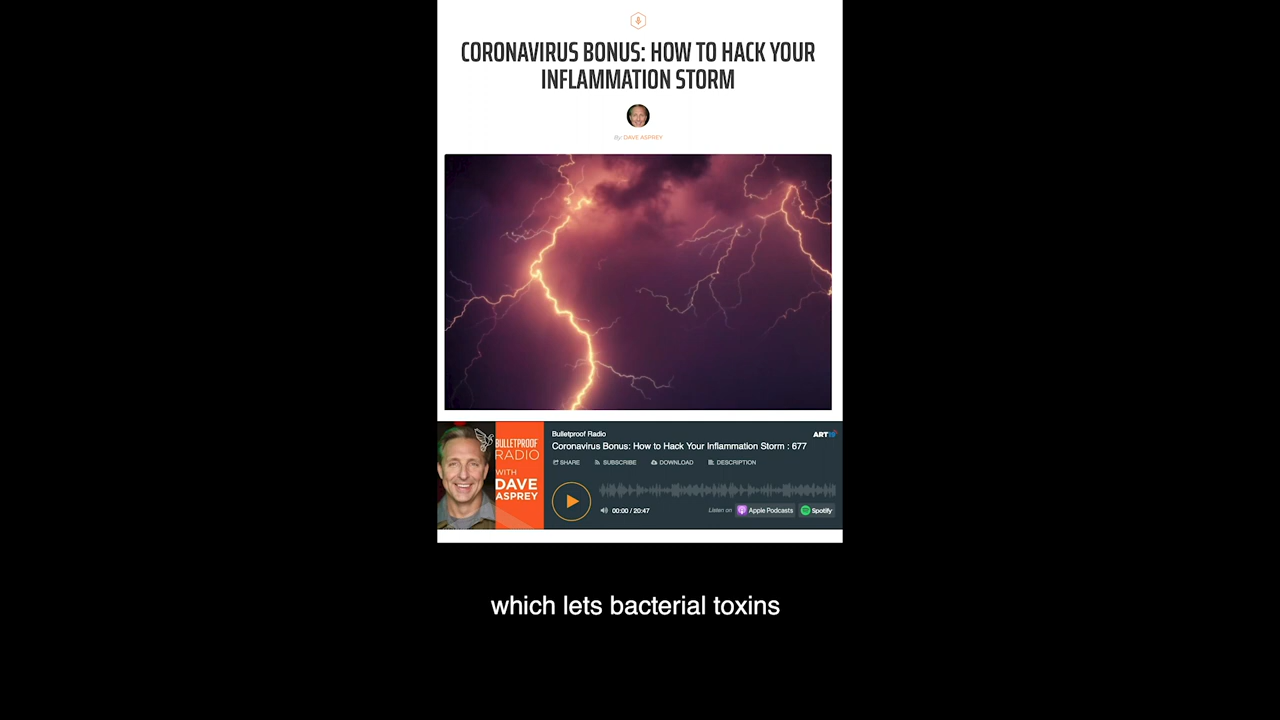 CORONAVIRUS BONUS: HOW TO HACK YOUR
INFLAMMATION STORM
By: DAVE ASPREY
BULLETPROOF
RADIO
WITH
DAVE
ASPREY
Bulletproof Radio
ART19
Coronavirus Bonus: How to Hack Your Inflammation Storm : 677
SHARE SUBSCRIBE DOWNLOAD DESCRIPTION
00:00 / 20:47
Listen on Apple Podcasts Spotify
which lets bacterial toxins